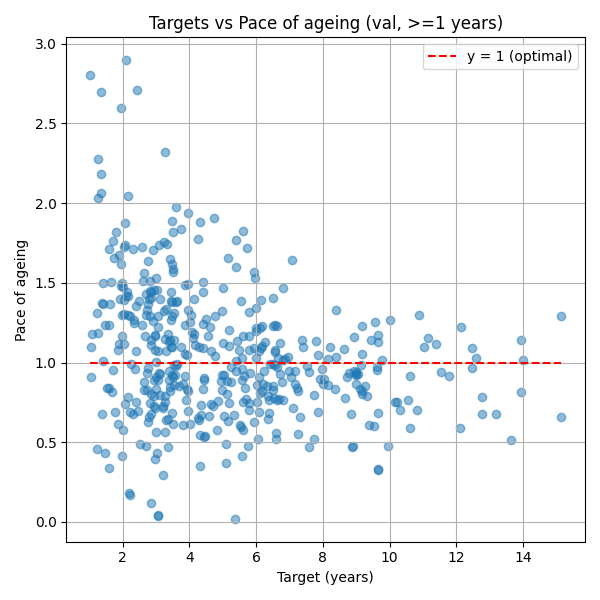 Targets vs Pace of ageing (val, >=1 years)
y = 1 (optimal)
3.0
2.5
2.0
1.5
1.0
0.5
0.0
Pace of ageing
2 4 6 8 10 12 14
Target (years)